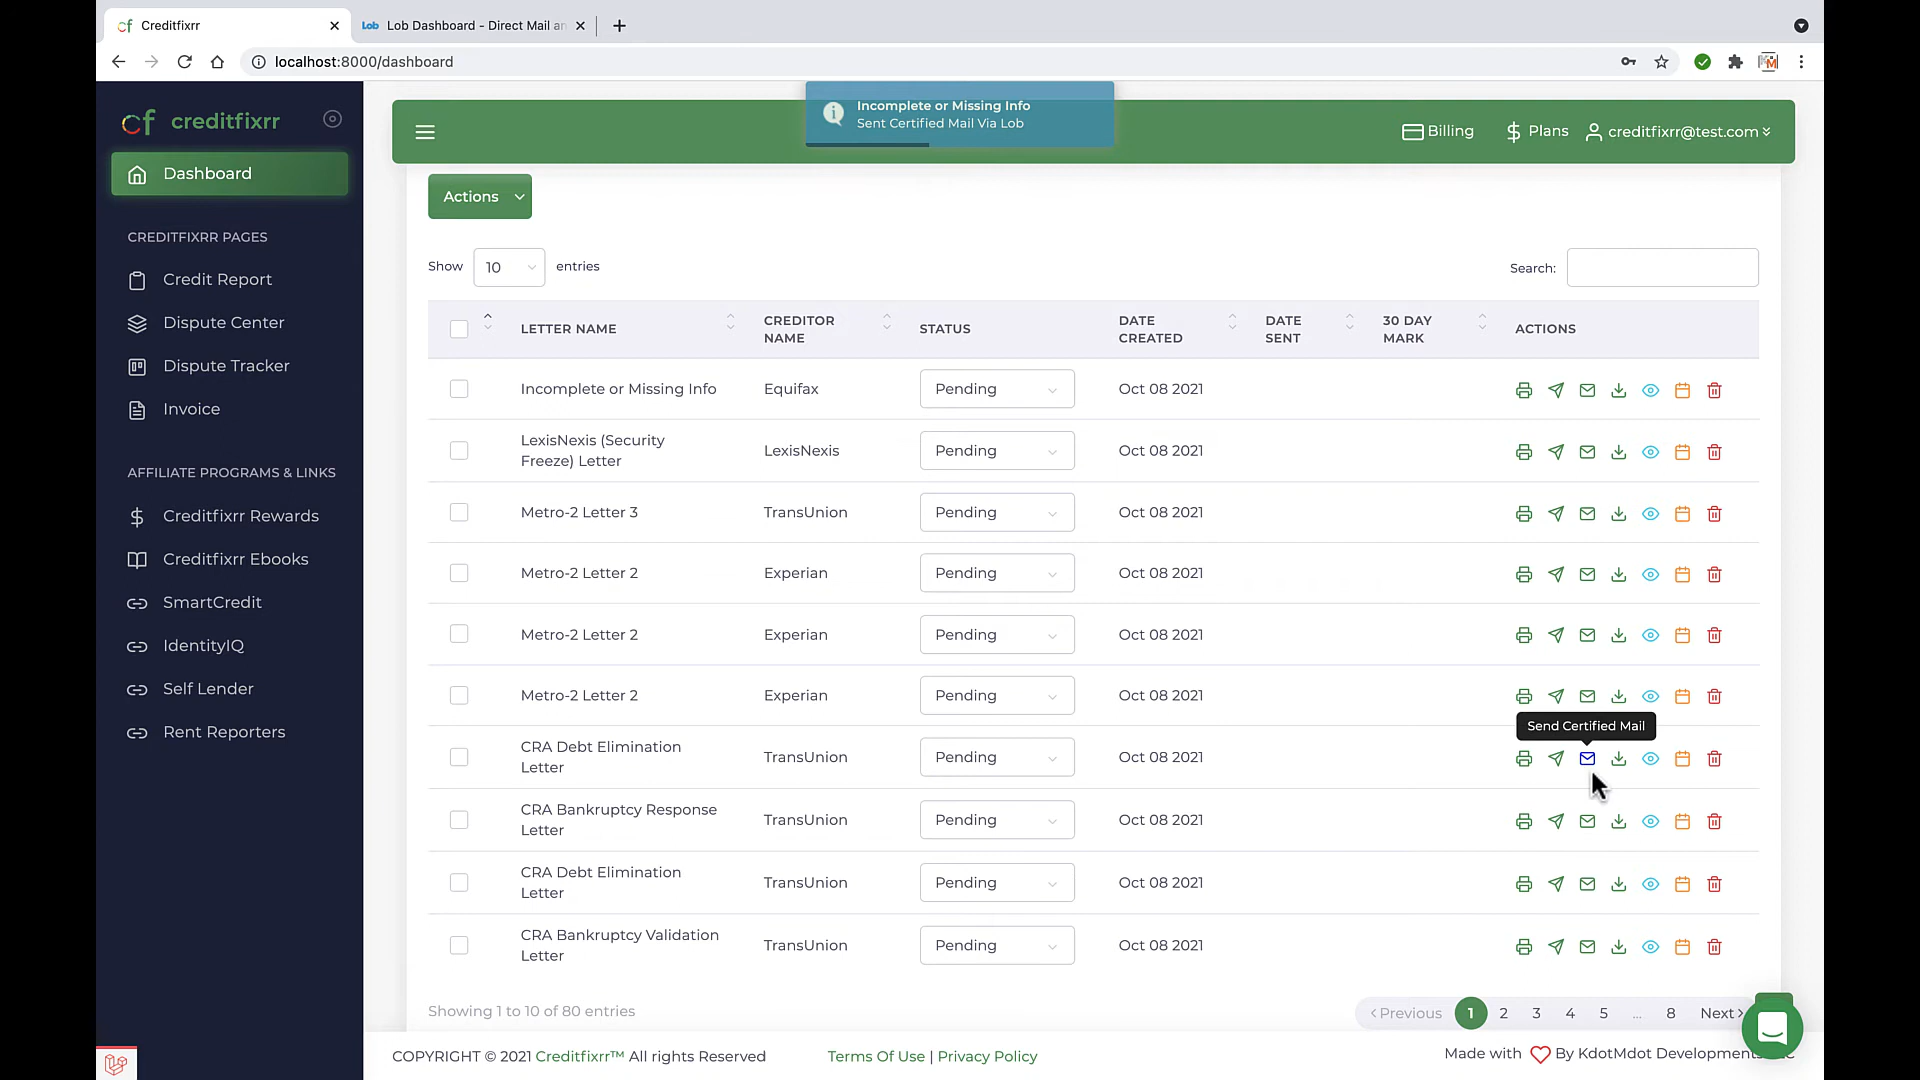 Creditfixrr
Lob Lob Dashboard - Direct Mail an
localhost:8000/dashboard
cf creditfixrr
Incomplete or Missing Info
Sent Certified Mail Via Lob
Billing
Plans
creditfixrr@test.com
Dashboard
CREDITFIXRR PAGES
Credit Report
Dispute Center
Dispute Tracker
Invoice
AFFILIATE PROGRAMS & LINKS
Creditfixrr Rewards
Creditfixrr Ebooks
SmartCredit
IdentityIQ
Self Lender
Rent Reporters
Actions
Show 10 entries
Search:
LETTER NAME CREDITOR NAME STATUS DATE CREATED DATE SENT 30 DAY MARK ACTIONS
Incomplete or Missing Info Equifax Pending Oct 08 2021
LexisNexis (Security
Freeze) Letter LexisNexis Pending Oct 08 2021
Metro-2 Letter 3 TransUnion Pending Oct 08 2021
Metro-2 Letter 2 Experian Pending Oct 08 2021
Metro-2 Letter 2 Experian Pending Oct 08 2021
Metro-2 Letter 2 Experian Pending Oct 08 2021
Send Certified Mail
CRA Debt Elimination
Letter TransUnion Pending Oct 08 2021
CRA Bankruptcy Response
Letter TransUnion Pending Oct 08 2021
CRA Debt Elimination
Letter TransUnion Pending Oct 08 2021
CRA Bankruptcy Validation
Letter TransUnion Pending Oct 08 2021
Showing 1 to 10 of 80 entries
Previous 1 2 3 4 5 ... 8 Next
COPYRIGHT © 2021 Creditfixrr™ All rights Reserved
Terms Of Use | Privacy Policy
Made with By KdotMdot Developments